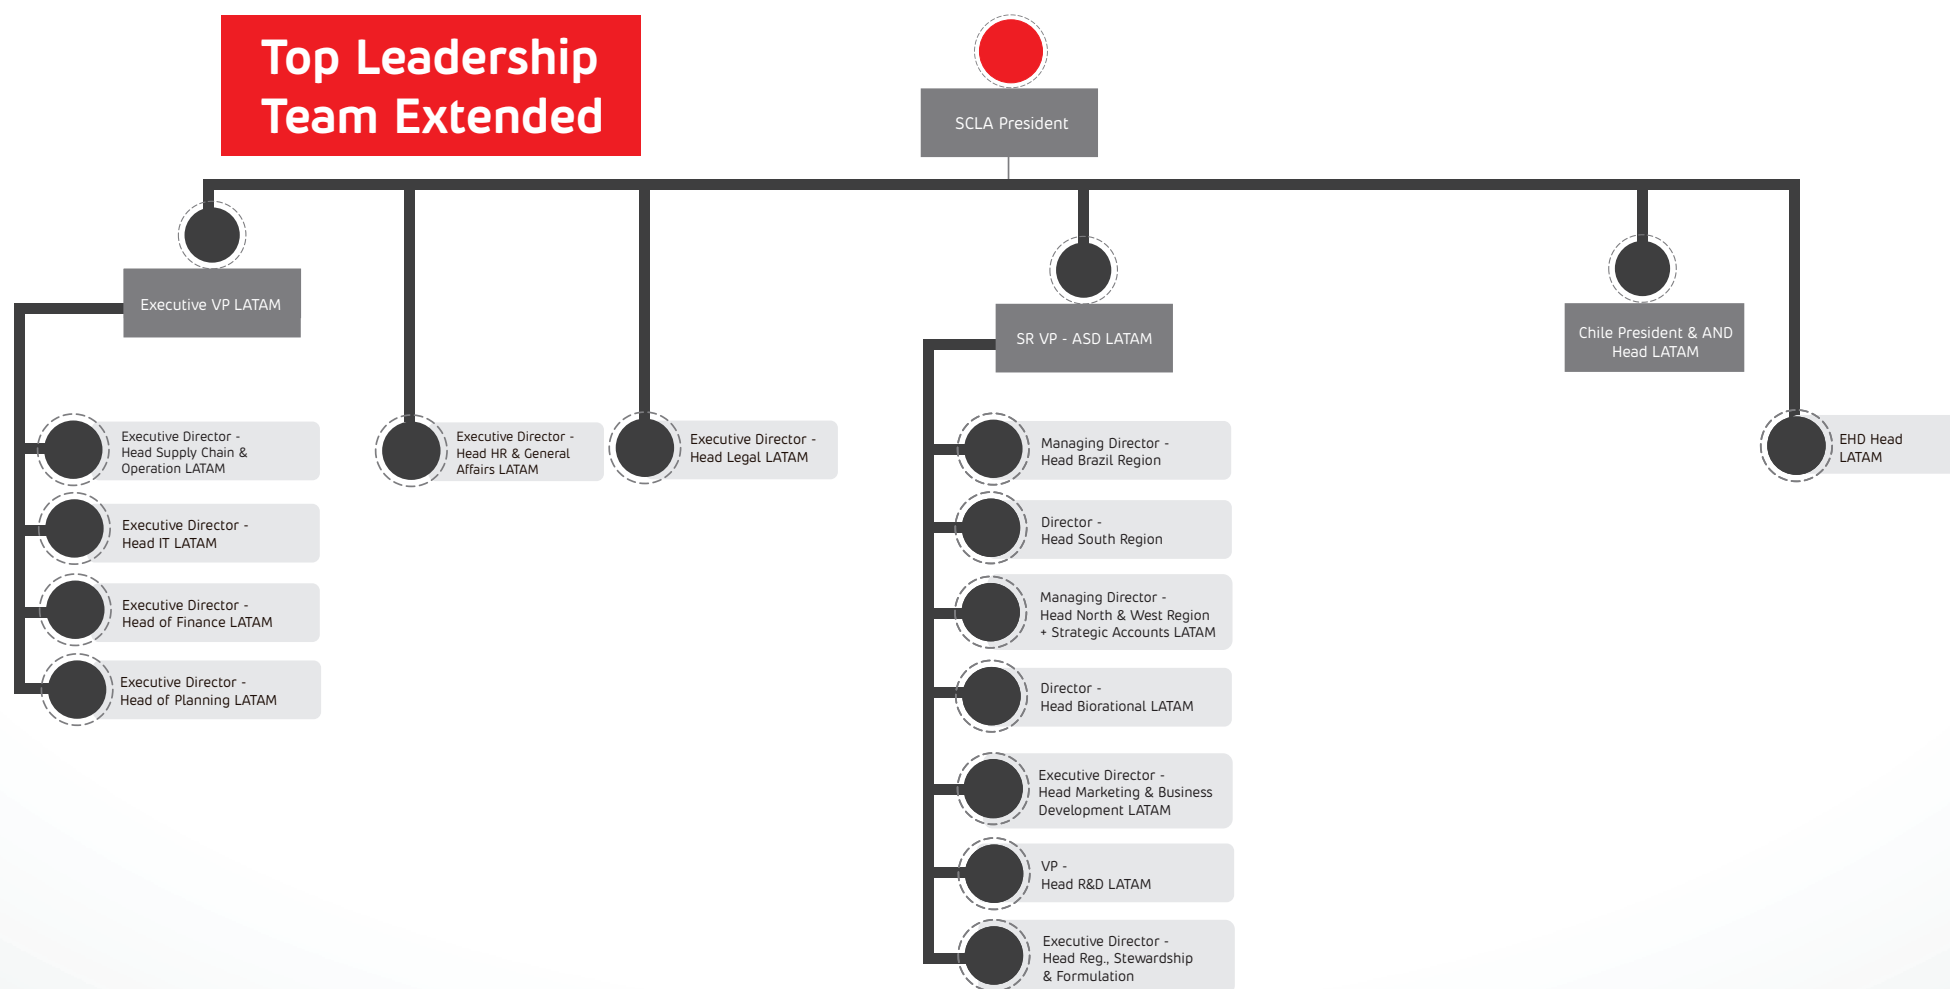 Top Leadership
Team Extended
SCLA President
Executive VP LATAM
Executive Director -
Head Supply Chain &
Operation LATAM
Executive Director -
Head IT LATAM
Executive Director -
Head of Finance LATAM
Executive Director -
Head of Planning LATAM
Executive Director -
Head HR & General
Affairs LATAM
Executive Director -
Head Legal LATAM
SR VP - ASD LATAM
Managing Director -
Head Brazil Region
Director -
Head South Region
Managing Director -
Head North & West Region
+ Strategic Accounts LATAM
Director -
Head Biorational LATAM
Executive Director -
Head Marketing & Business
Development LATAM
VP -
Head R&D LATAM
Executive Director -
Head Reg., Stewardship
& Formulation
Chile President & AND
Head LATAM
EHD Head
LATAM